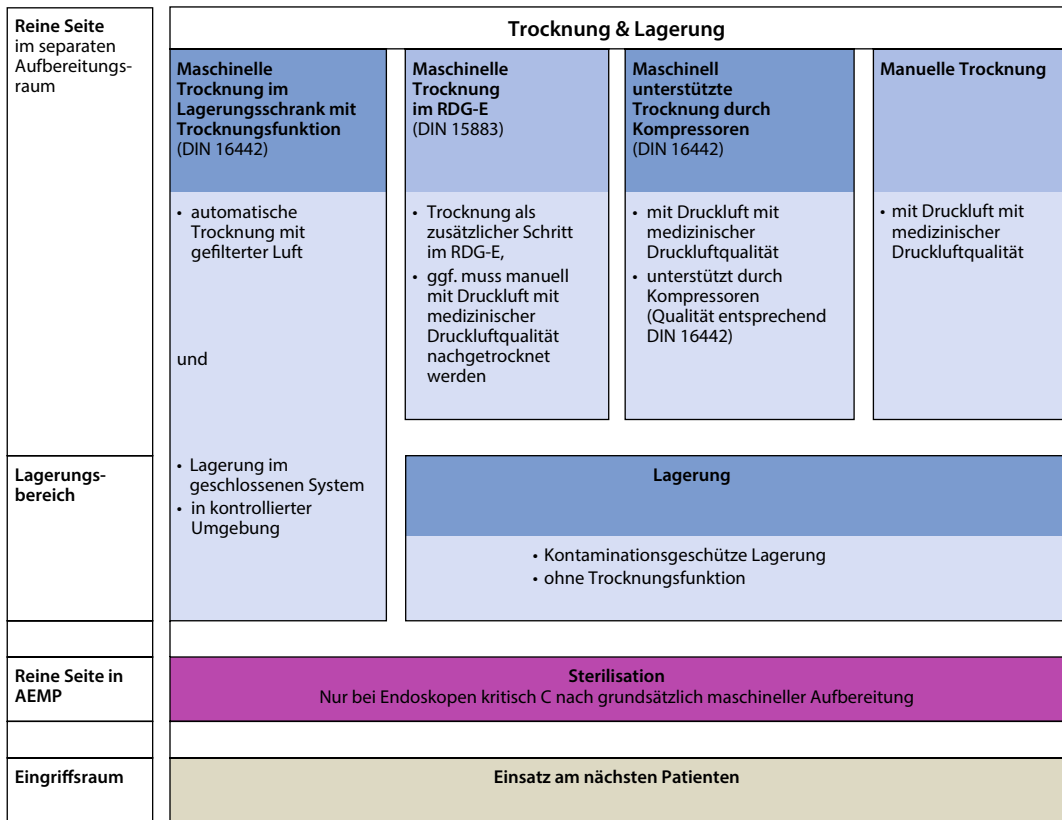 Reine Seite
im separaten
Aufbereitungs-
raum
Trocknung & Lagerung
Maschinelle
Trocknung im
Lagerungsschrank mit
Trocknungsfunktion
(DIN 16442)
• automatische
Trocknung mit
gefilterter Luft
und
• Lagerung im
geschlossenen System
• in kontrollierter
Umgebung
Maschinelle
Trocknung
im RDG-E
(DIN 15883)
• Trocknung als
zusätzlicher Schritt
im RDG-E,
• ggf. muss manuell
mit Druckluft mit
medizinischer
Druckluftqualität
nachgetrocknet
werden
Maschinell
unterstützte
Trocknung durch
Kompressoren
(DIN 16442)
• mit Druckluft mit
medizinischer
Druckluftqualität
• unterstützt durch
Kompressoren
(Qualität entsprechend
DIN 16442)
Manuelle Trocknung
• mit Druckluft mit
medizinischer
Druckluftqualität
Lagerungs-
bereich
Lagerung
• Kontaminationsgeschütze Lagerung
• ohne Trocknungsfunktion
Reine Seite in
AEMP
Sterilisation
Nur bei Endoskopen kritisch C nach grundsätzlich maschineller Aufbereitung
Eingriffsraum
Einsatz am nächsten Patienten